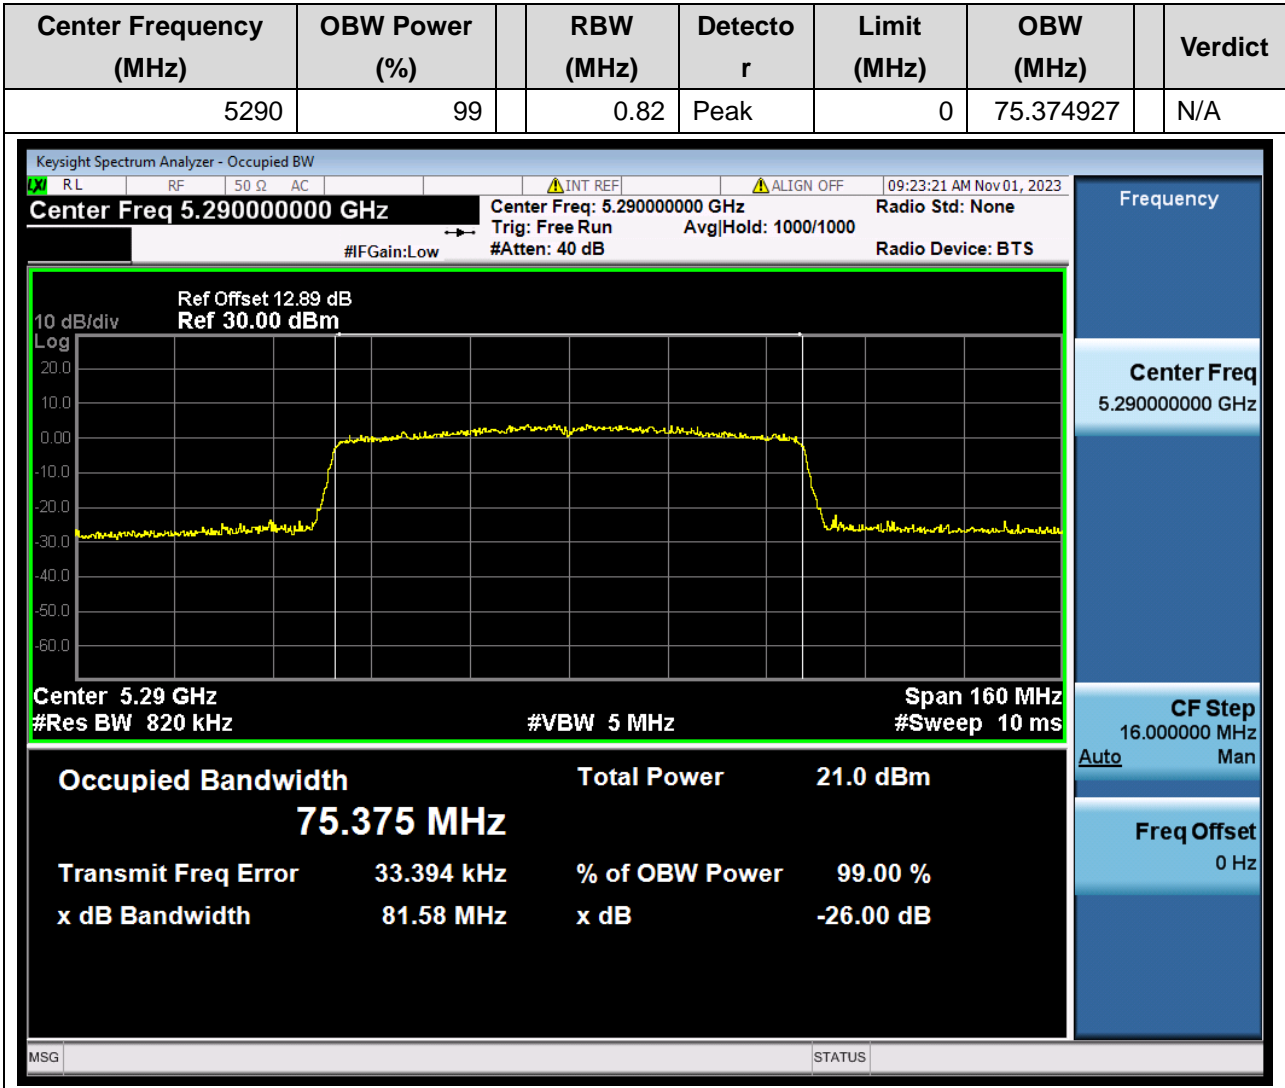 Center Frequency (MHz) OBW Power (%) RBW (MHz) Detector Limit (MHz) OBW (MHz) Verdict
5290 99 0.82 Peak 0 75.374927 N/A
Keysight Spectrum Analyzer - Occupied BW
LXI RL RF 50 Ω AC INT REF ALIGN OFF 09:23:21 AM Nov 01, 2023
Center Freq 5.290000000 GHz
Center Freq: 5.290000000 GHz Radio Std: None
Trig: Free Run Avg|Hold: 1000/1000
#IFGain:Low #Atten: 40 dB Radio Device: BTS
Ref Offset 12.89 dB
10 dB/div Ref 30.00 dBm
Log
20.0
10.0
0.00
-10.0
-20.0
-30.0
-40.0
-50.0
-60.0
Center 5.29 GHz Span 160 MHz
#Res BW 820 kHz #VBW 5 MHz #Sweep 10 ms
Occupied Bandwidth Total Power 21.0 dBm
75.375 MHz
Transmit Freq Error 33.394 kHz % of OBW Power 99.00 %
x dB Bandwidth 81.58 MHz x dB -26.00 dB
Frequency
Center Freq
5.290000000 GHz
CF Step
16.000000 MHz
Auto Man
Freq Offset
0 Hz
MSG STATUS